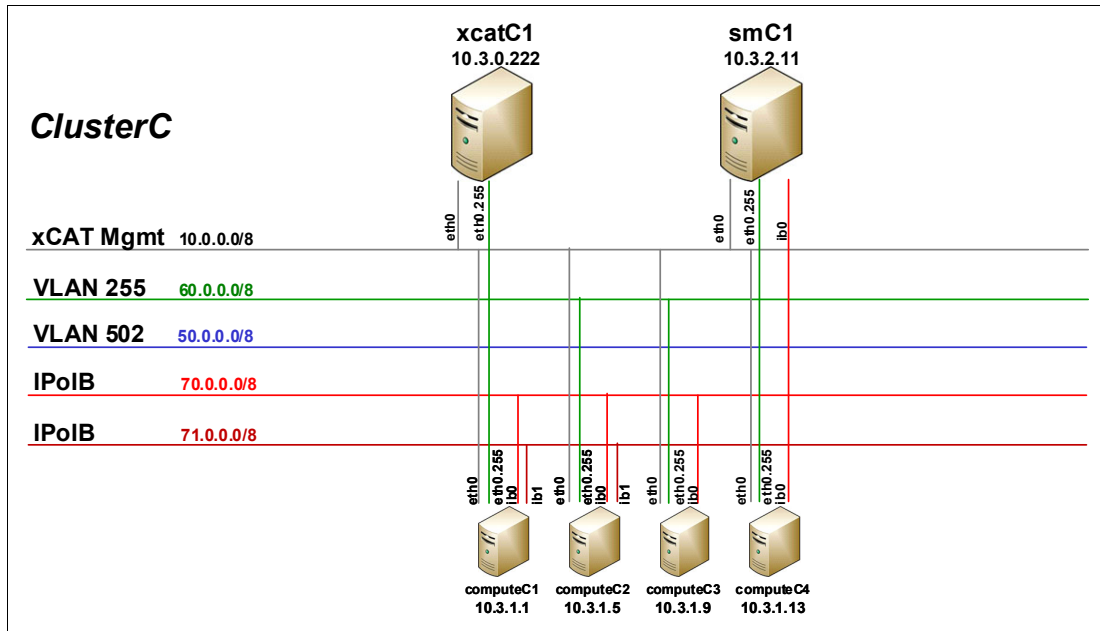 xcatC1
10.3.0.222
smC1
10.3.2.11
ClusterC
eth0
eth0.255
eth0
eth0.255
ib0
xCAT Mgmt 10.0.0.0/8
VLAN 255 60.0.0.0/8
VLAN 502 50.0.0.0/8
IPoIB 70.0.0.0/8
IPoIB 71.0.0.0/8
eth0
eth0.255
ib0
ib1
eth0
eth0.255
ib0
ib1
eth0
eth0.255
ib0
eth0
eth0.255
ib0
computeC1
10.3.1.1
computeC2
10.3.1.5
computeC3
10.3.1.9
computeC4
10.3.1.13